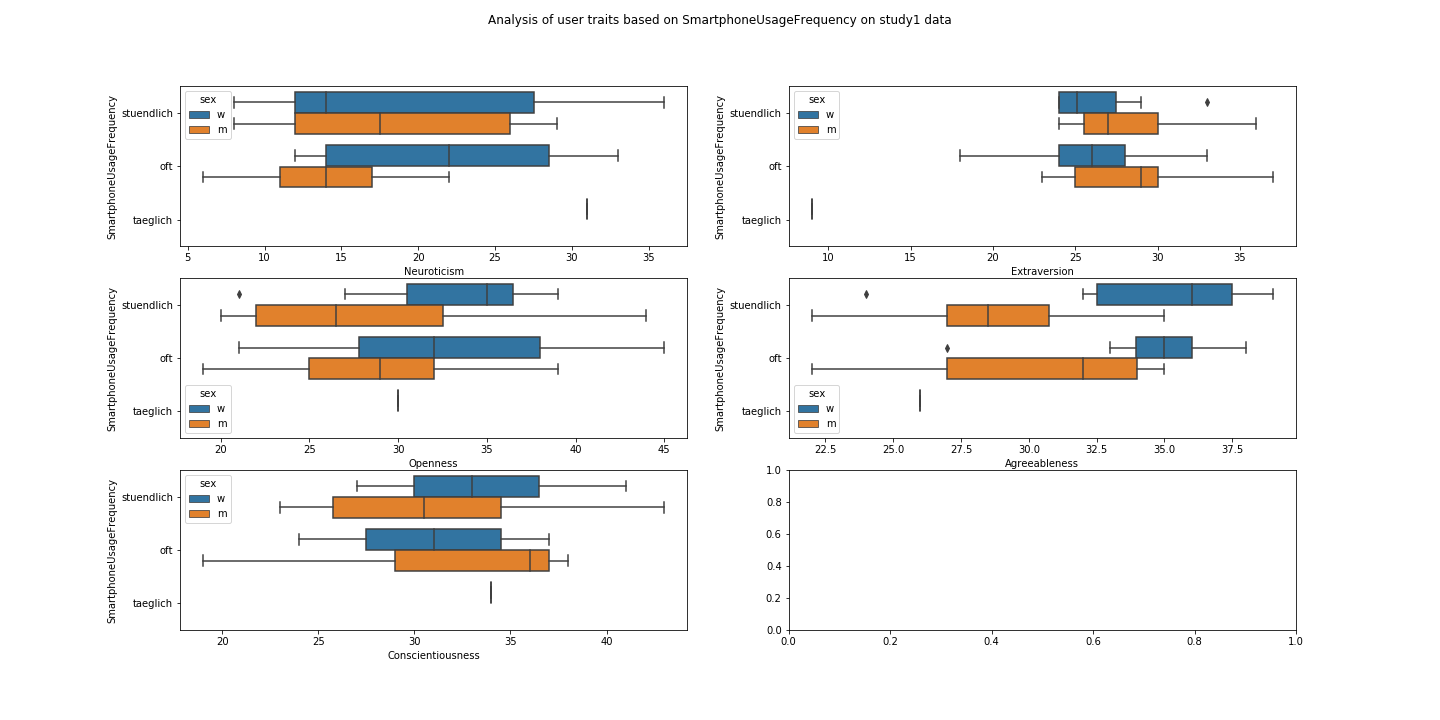 Analysis of user traits based on SmartphoneUsageFrequency on study1 data
SmartphoneUsageFrequency
stuendlich
oft
taeglich
sex
w
m
5 10 15 20 25 30 35
Neuroticism
SmartphoneUsageFrequency
stuendlich
oft
taeglich
sex
w
m
10 15 20 25 30 35
Extraversion
SmartphoneUsageFrequency
stuendlich
oft
taeglich
sex
w
m
20 25 30 35 40 45
Openness
SmartphoneUsageFrequency
stuendlich
oft
taeglich
sex
w
m
22.5 25.0 27.5 30.0 32.5 35.0 37.5
Agreeableness
SmartphoneUsageFrequency
stuendlich
oft
taeglich
sex
w
m
20 25 30 35 40
Conscientiousness
1.0
0.8
0.6
0.4
0.2
0.0
0.0 0.2 0.4 0.6 0.8 1.0